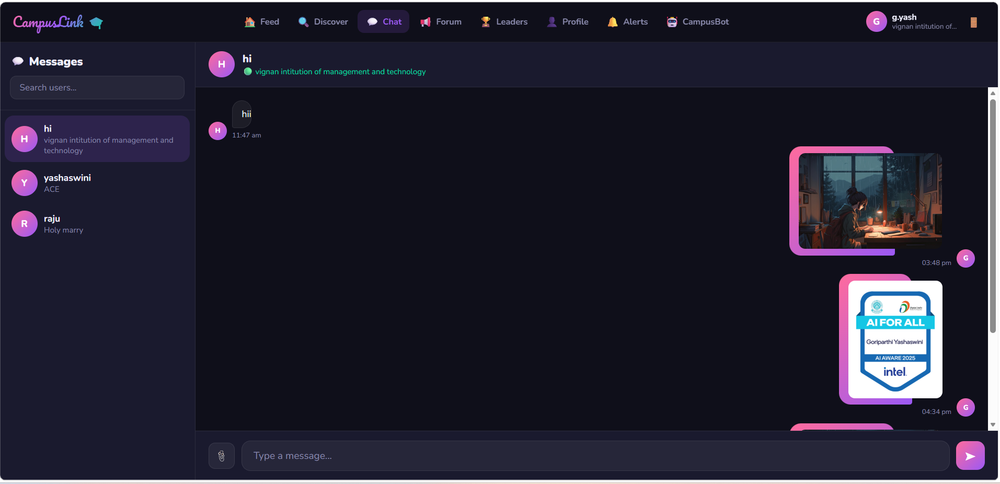 CampusLink
Feed
Discover
Chat
Forum
Leaders
Profile
Alerts
CampusBot
G
g.yash
vignan intitution of...
Messages
Search users...
H
hi
vignan intitution of management and
technology
Y
yashaswini
ACE
R
raju
Holy marry
H
hi
vignan intitution of management and technology
hii
H
11:47 am
03:48 pm
G
AI FOR ALL
Goriparthi Yashaswini
AI AWARE 2025
intel.
04:34 pm
G
Type a message...